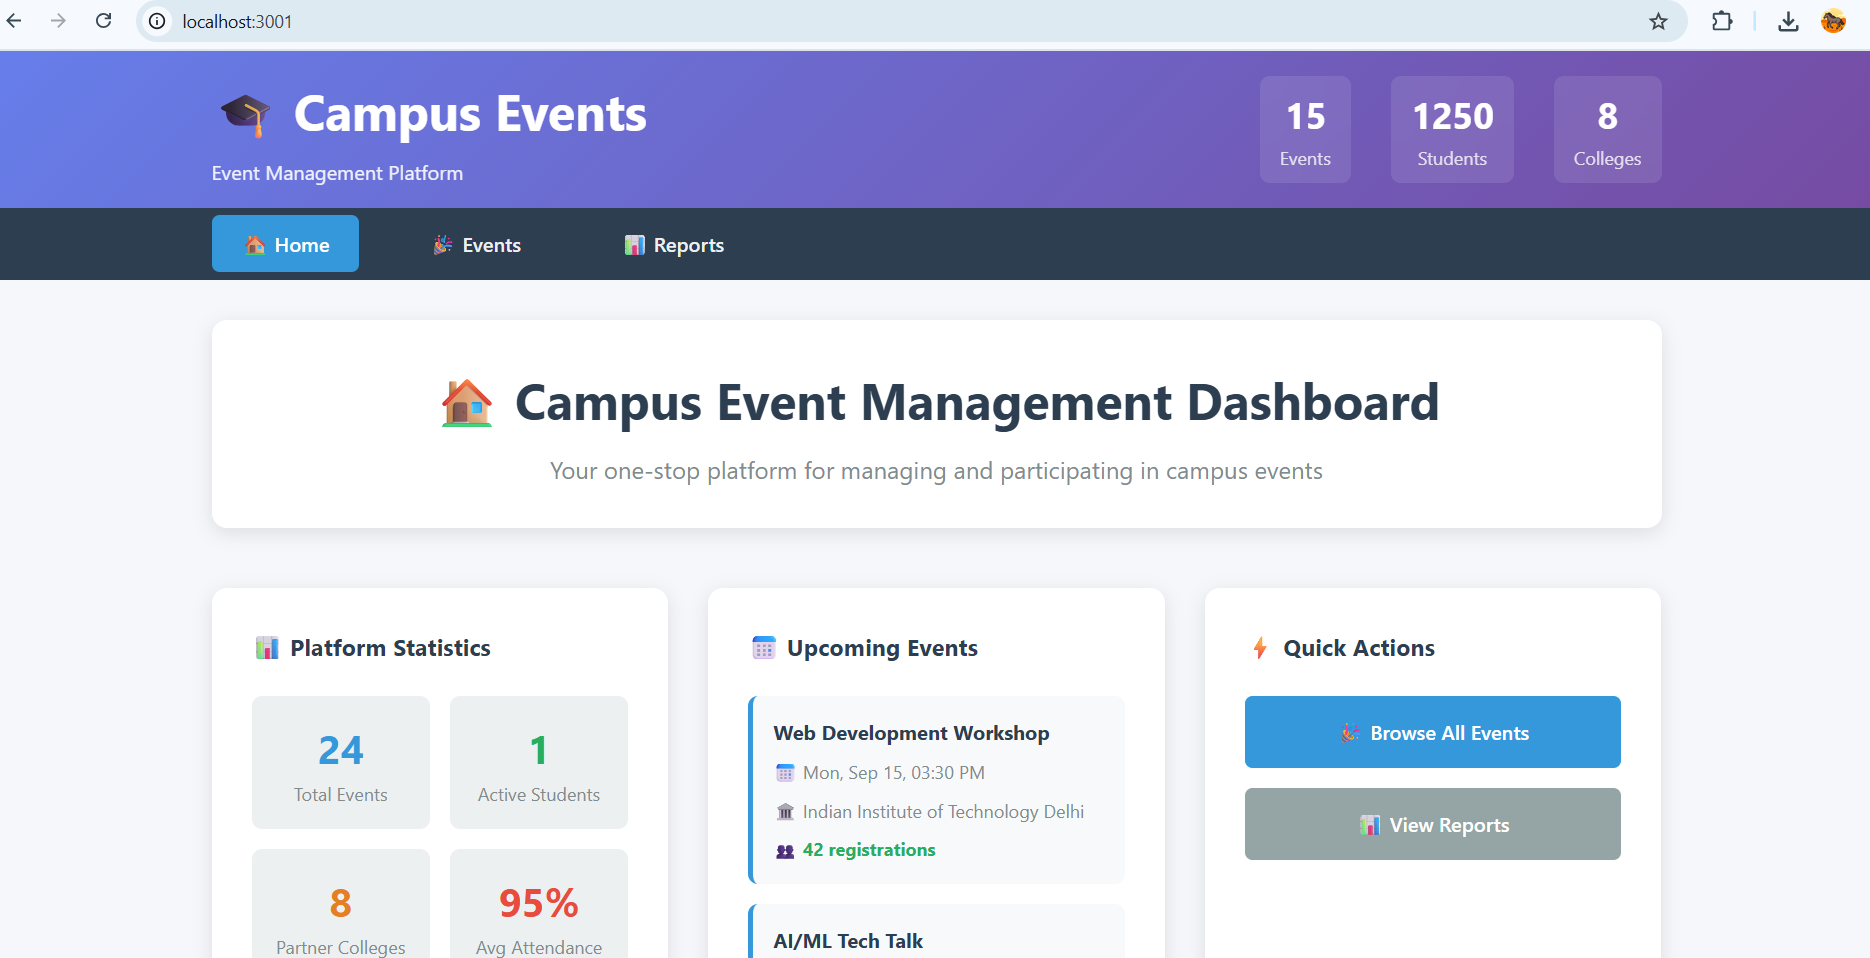 localhost:3001
Campus Events
Event Management Platform
15
Events
1250
Students
8
Colleges
Home
Events
Reports
Campus Event Management Dashboard
Your one-stop platform for managing and participating in campus events
Platform Statistics
24
Total Events
1
Active Students
8
Partner Colleges
95%
Avg Attendance
Upcoming Events
Web Development Workshop
Mon, Sep 15, 03:30 PM
Indian Institute of Technology Delhi
42 registrations
AI/ML Tech Talk
Quick Actions
Browse All Events
View Reports